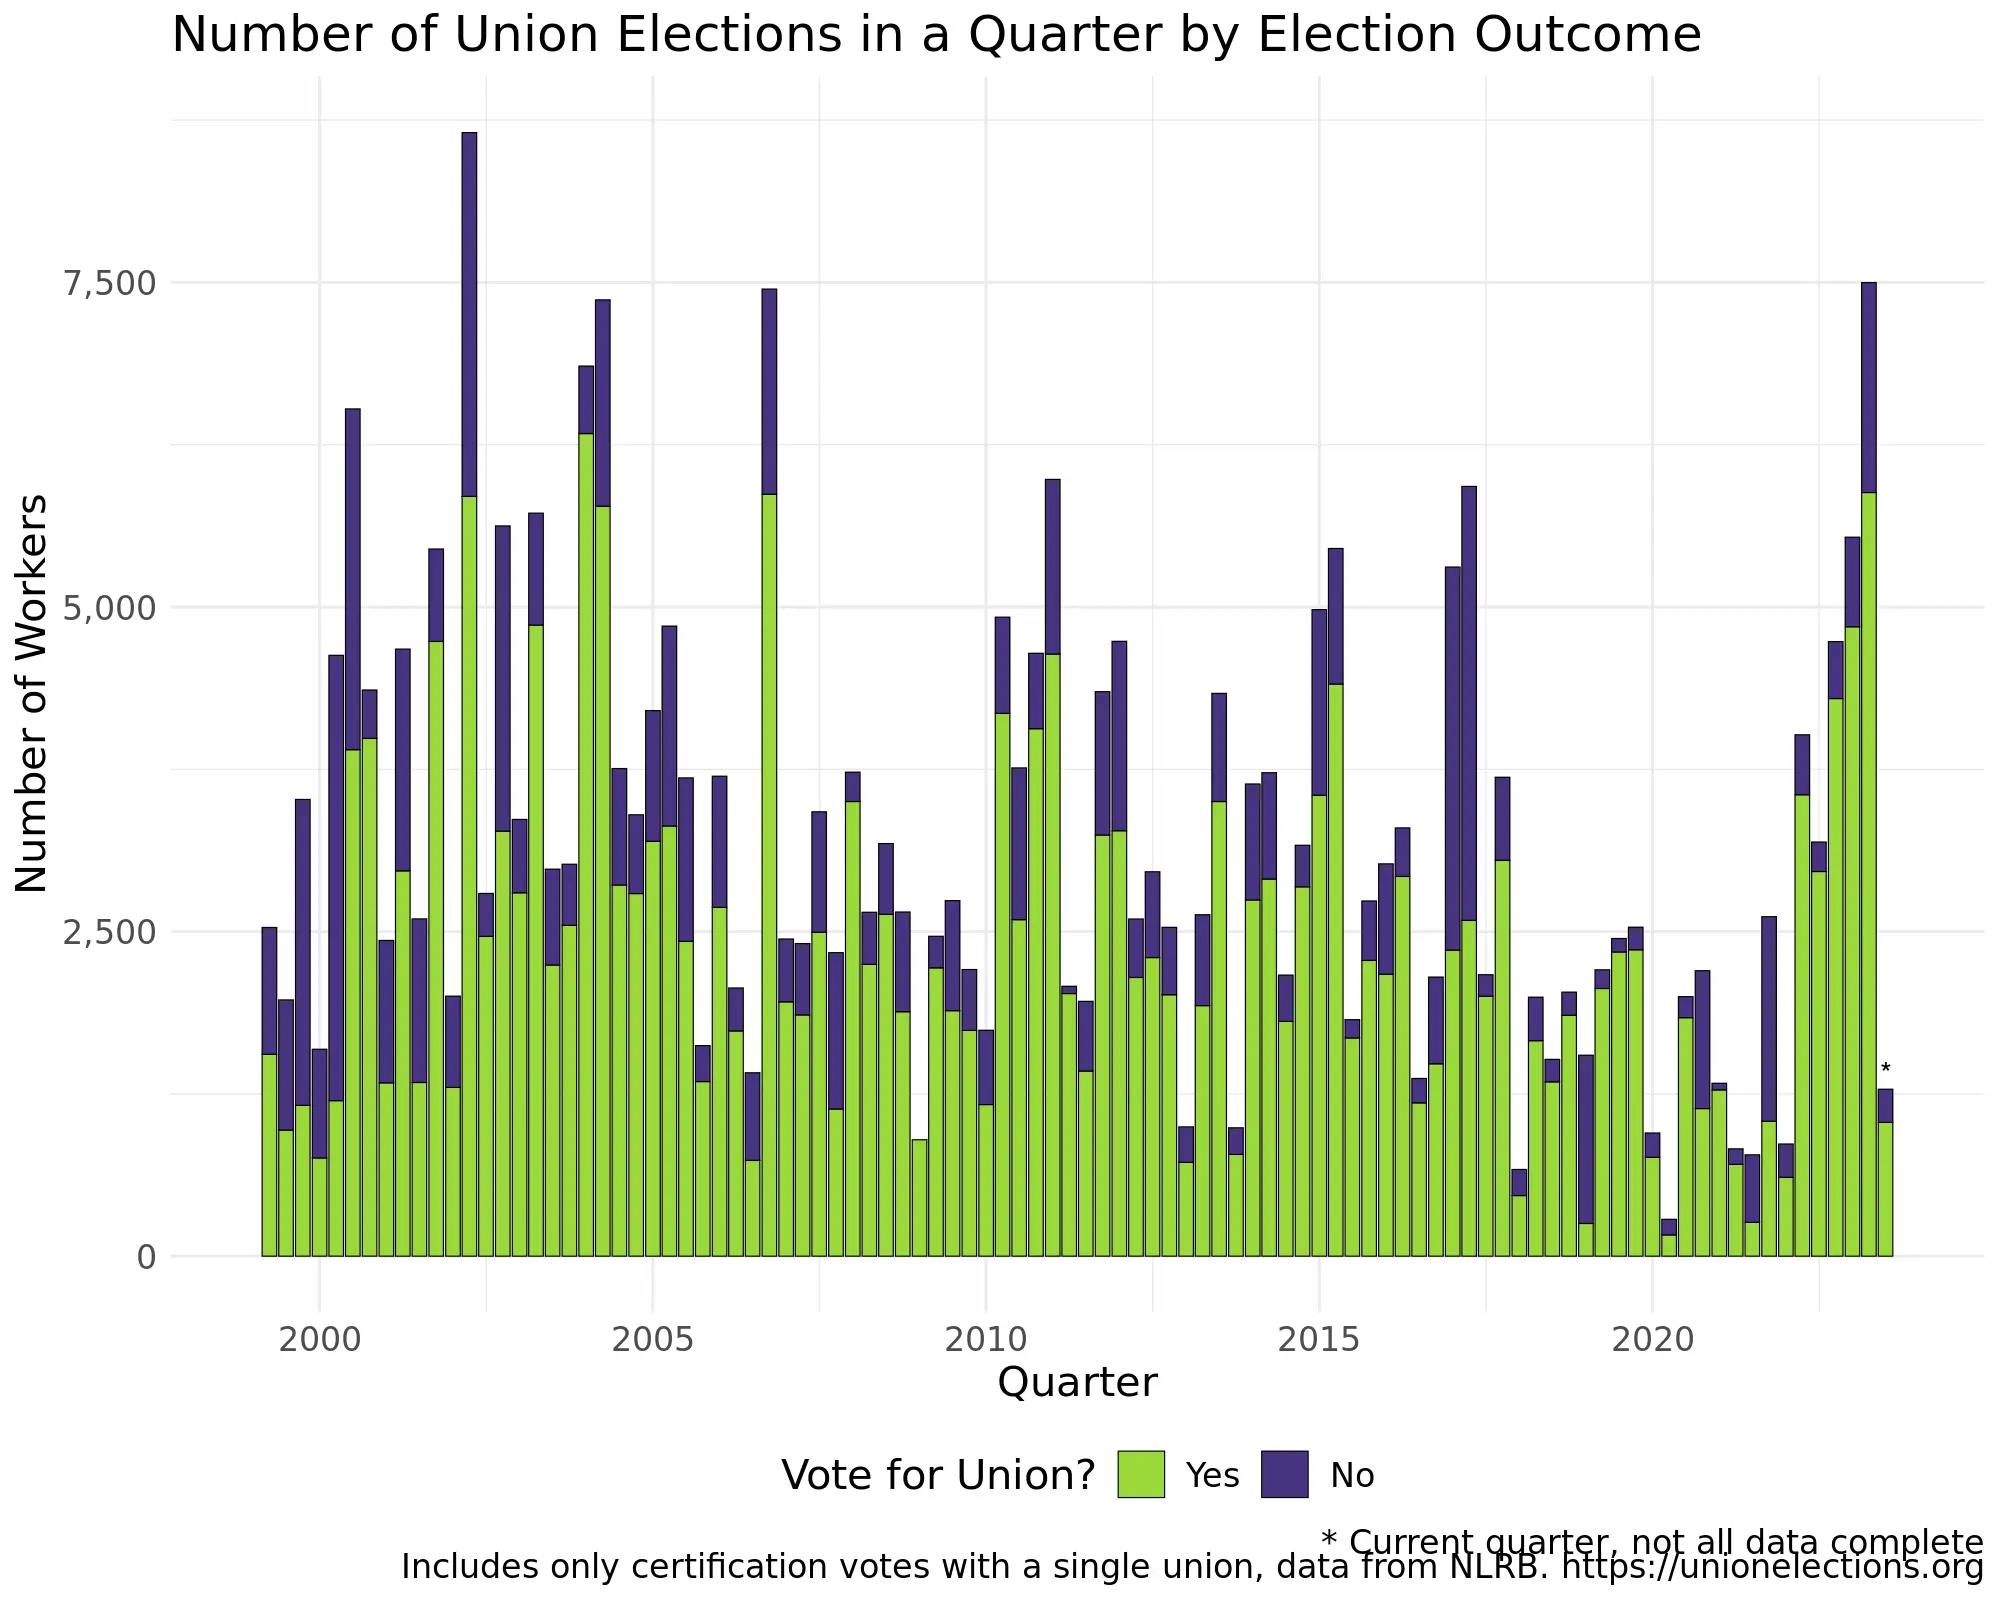 Number of Union Elections in a Quarter by Election Outcome
Number of Workers
7,500
5,000
2,500
0
*
2000 2005 2010 2015 2020
Quarter
Vote for Union? Yes No
* Current quarter, not all data complete
Includes only certification votes with a single union, data from NLRB. https://unionelections.org